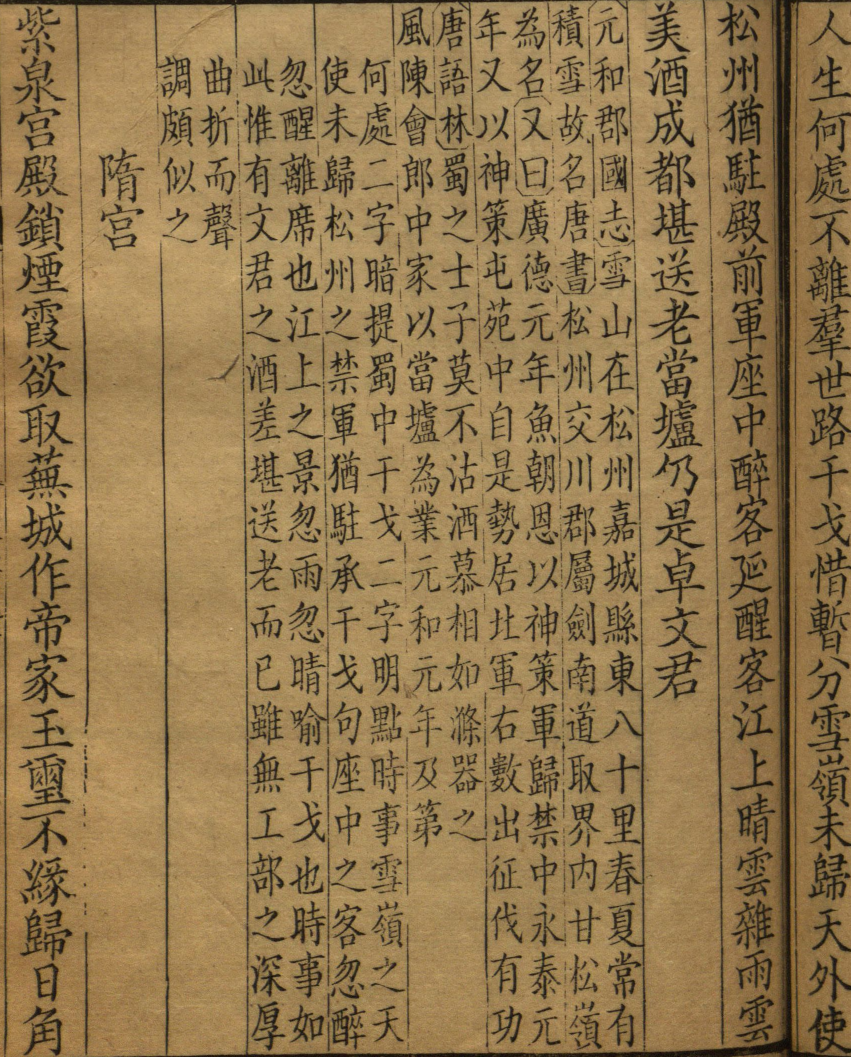 人生何處不離羣世路干戈惜暫分雪嶺未歸天外使
松州猶駐殿前軍座中醉客延醒客江上晴雲雜雨雲
美酒成都堪送老當壚仍是卓文君
元和郡國志雪山在松州嘉城縣東八十里春夏常有
積雪故名唐書松州交川郡屬劍南道取界内甘松嶺
為名又曰廣德元年魚朝恩以神策軍歸禁中永泰元
年又以神策屯苑中自是勢居北軍右數出征伐有功
唐語林蜀之士子莫不沽酒慕相如滌器之
風陳會郎中家以當壚為業元和元年及第
何處二字暗提蜀中干戈二字明點時事雪嶺之天
使未歸松州之禁軍猶駐承干戈句座中之客忽醉
忽醒離席也江上之景忽雨忽晴喻干戈也時事如
此惟有文君之酒差堪送老而已雖無工部之深厚
曲折而聲
調頗似之
隋宫
紫泉宫殿鎖煙霞欲取蕪城作帝家玉璽不緣歸日角